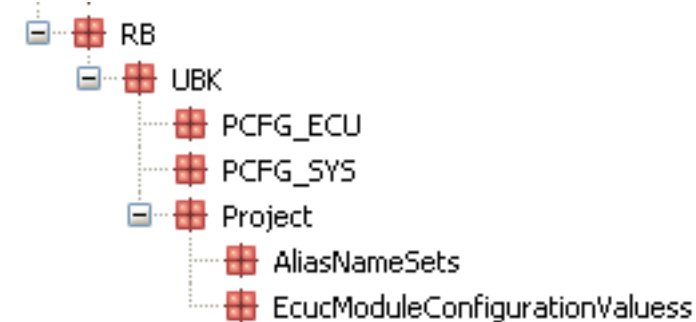 RB
UBK
PCFG_ECU
PCFG_SYS
Project
AliasNameSets
EcucModuleConfigurationValuess